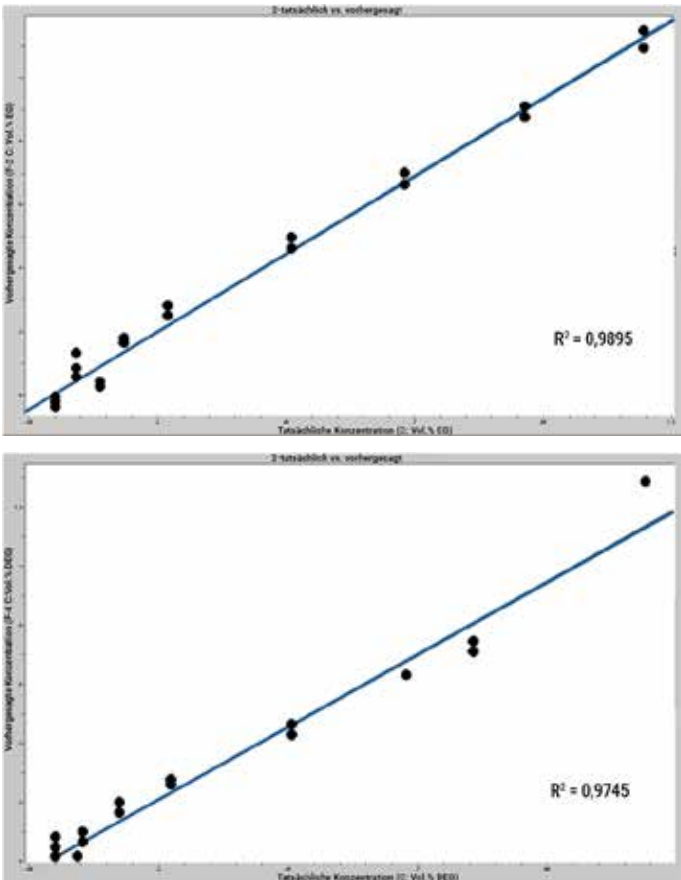 2-tatsächlich vs. vorhergesagt
Vorhergesagte Konzentration (F-2 C: Vol.% EG)
R² = 0,9895
Tatsächliche Konzentration (C: Vol.% EG)
2-tatsächlich vs. vorhergesagt
Vorhergesagte Konzentration C:Vol.% DEG)
R² = 0,9745
Tatsächliche Konzentration (C: Vol.% DEG)